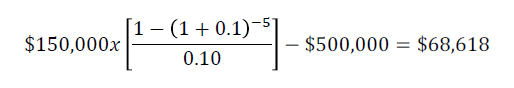 $150,000x[1 − (1 + 0.1)⁻⁵ / 0.10] − $500,000 = $68,618